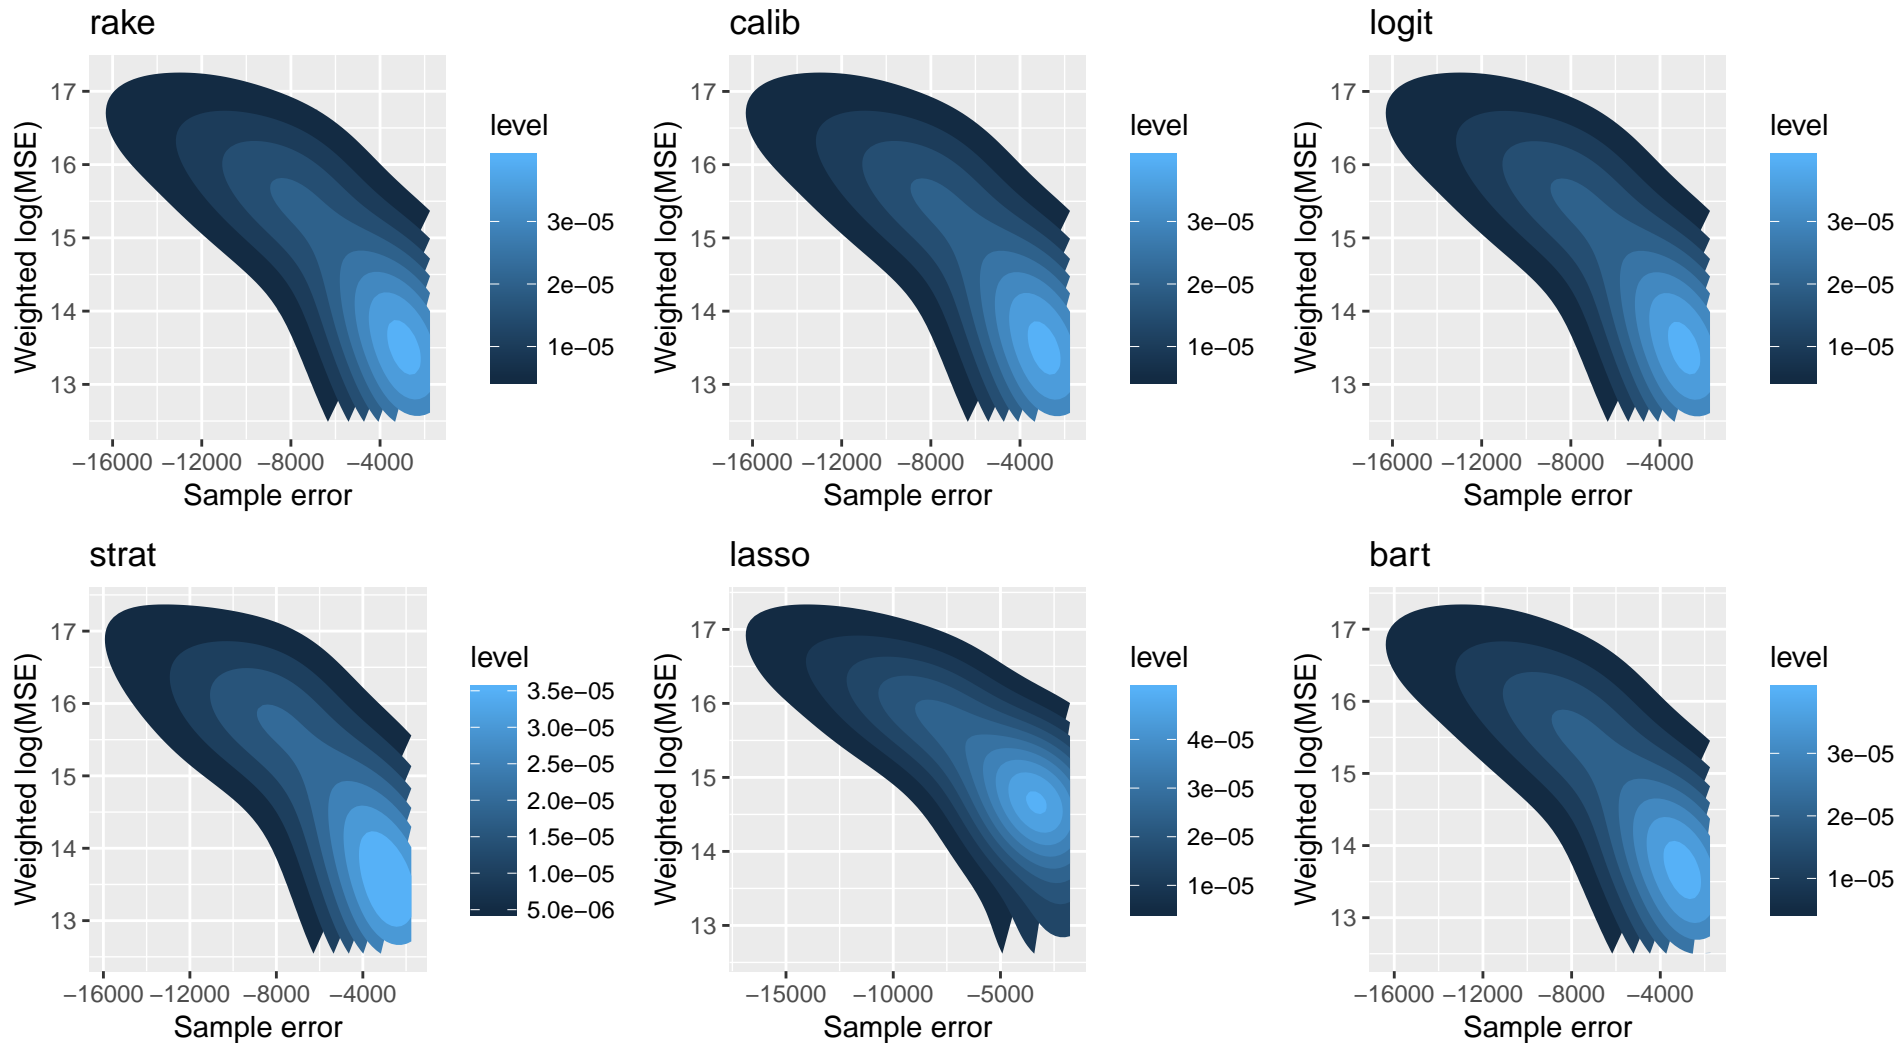 rake
Weighted log(MSE)
17
16
15
14
13
−16000
−12000
−8000
−4000
Sample error
level
3e−05
2e−05
1e−05
calib
Weighted log(MSE)
17
16
15
14
13
−16000
−12000
−8000
−4000
Sample error
level
3e−05
2e−05
1e−05
logit
Weighted log(MSE)
17
16
15
14
13
−16000
−12000
−8000
−4000
Sample error
level
3e−05
2e−05
1e−05
strat
Weighted log(MSE)
17
16
15
14
13
−16000
−12000
−8000
−4000
Sample error
level
3.5e−05
3.0e−05
2.5e−05
2.0e−05
1.5e−05
1.0e−05
5.0e−06
lasso
Weighted log(MSE)
17
16
15
14
13
−15000
−10000
−5000
Sample error
level
4e−05
3e−05
2e−05
1e−05
bart
Weighted log(MSE)
17
16
15
14
13
−16000
−12000
−8000
−4000
Sample error
level
3e−05
2e−05
1e−05